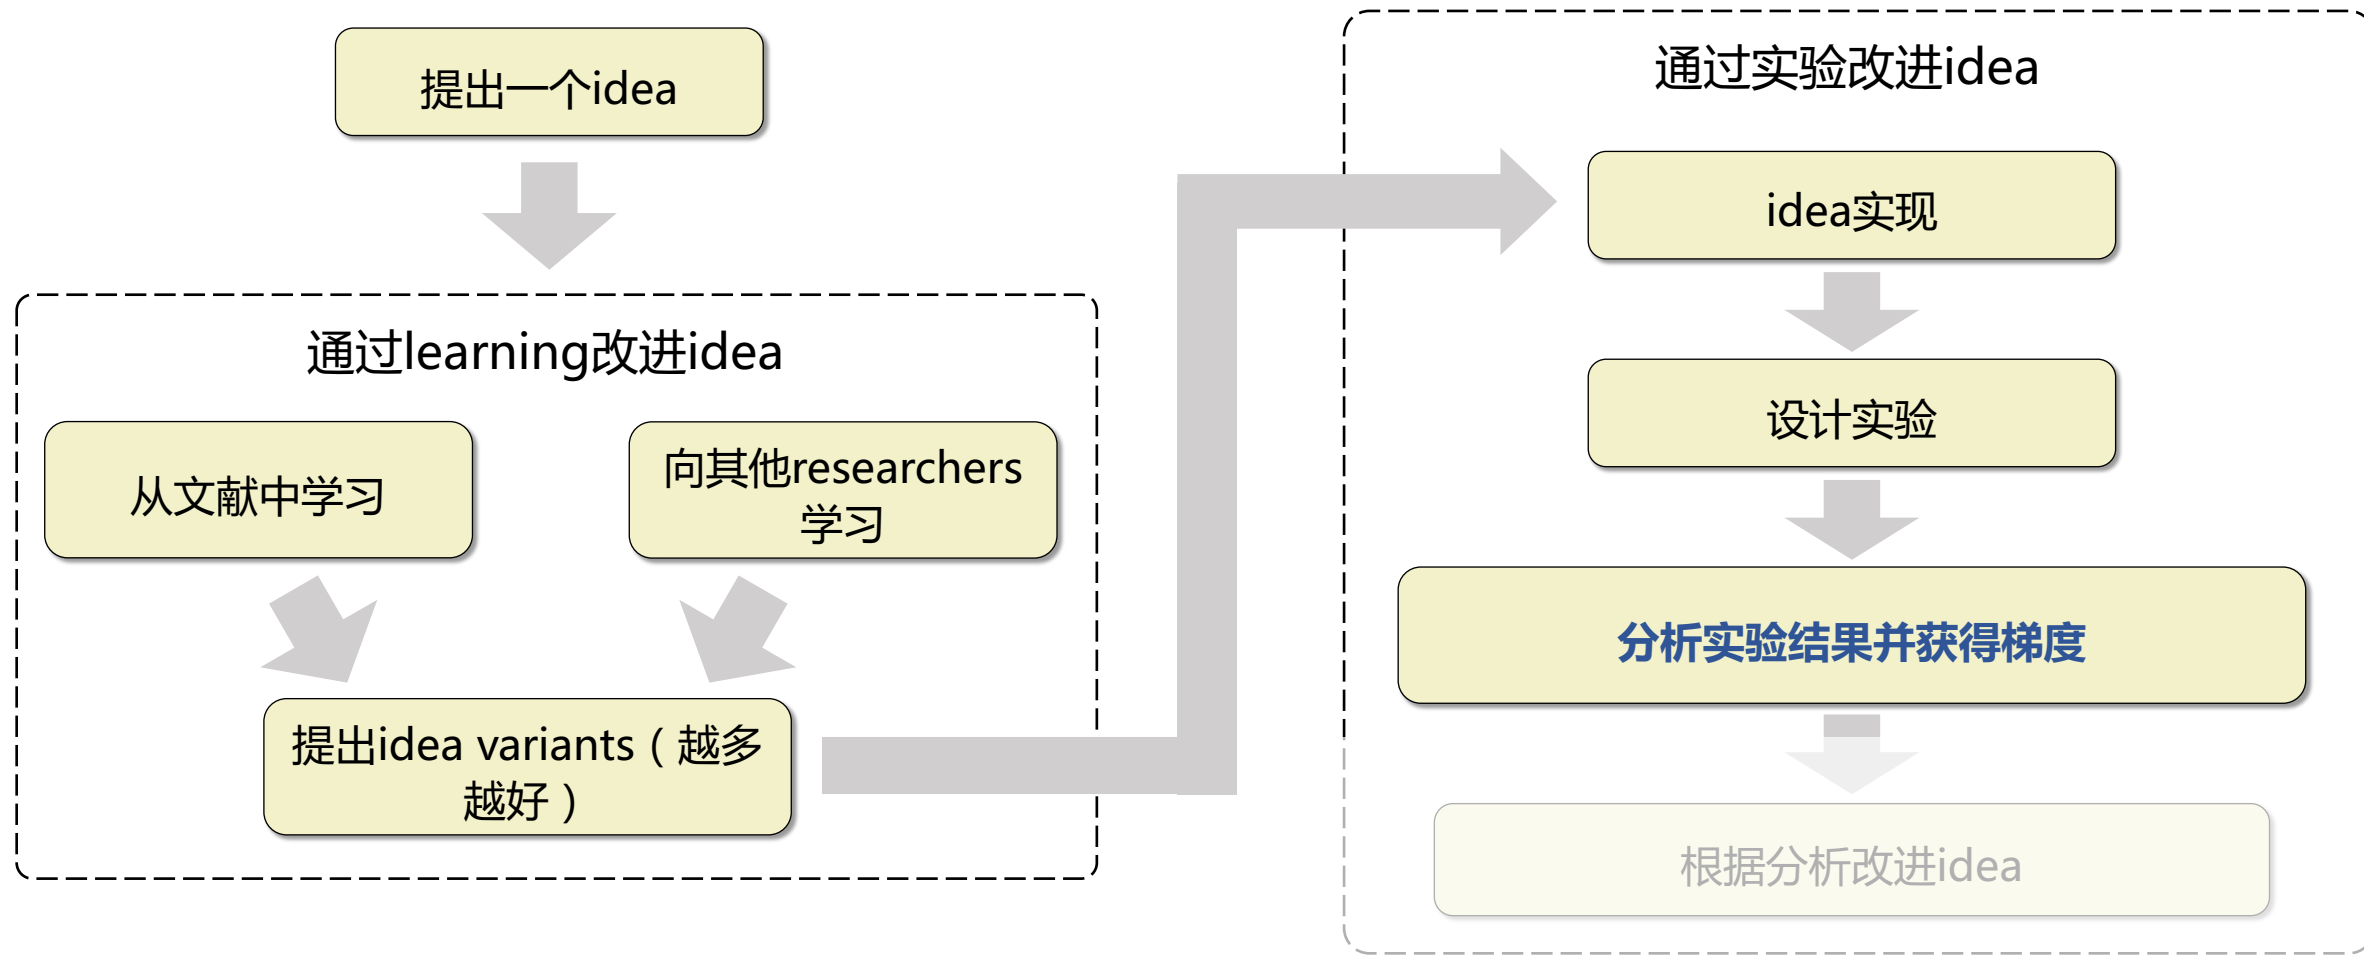 提出一个idea
通过learning改进idea
从文献中学习
向其他researchers
学习
提出idea variants（越多
越好）
通过实验改进idea
idea实现
设计实验
分析实验结果并获得梯度
根据分析改进idea